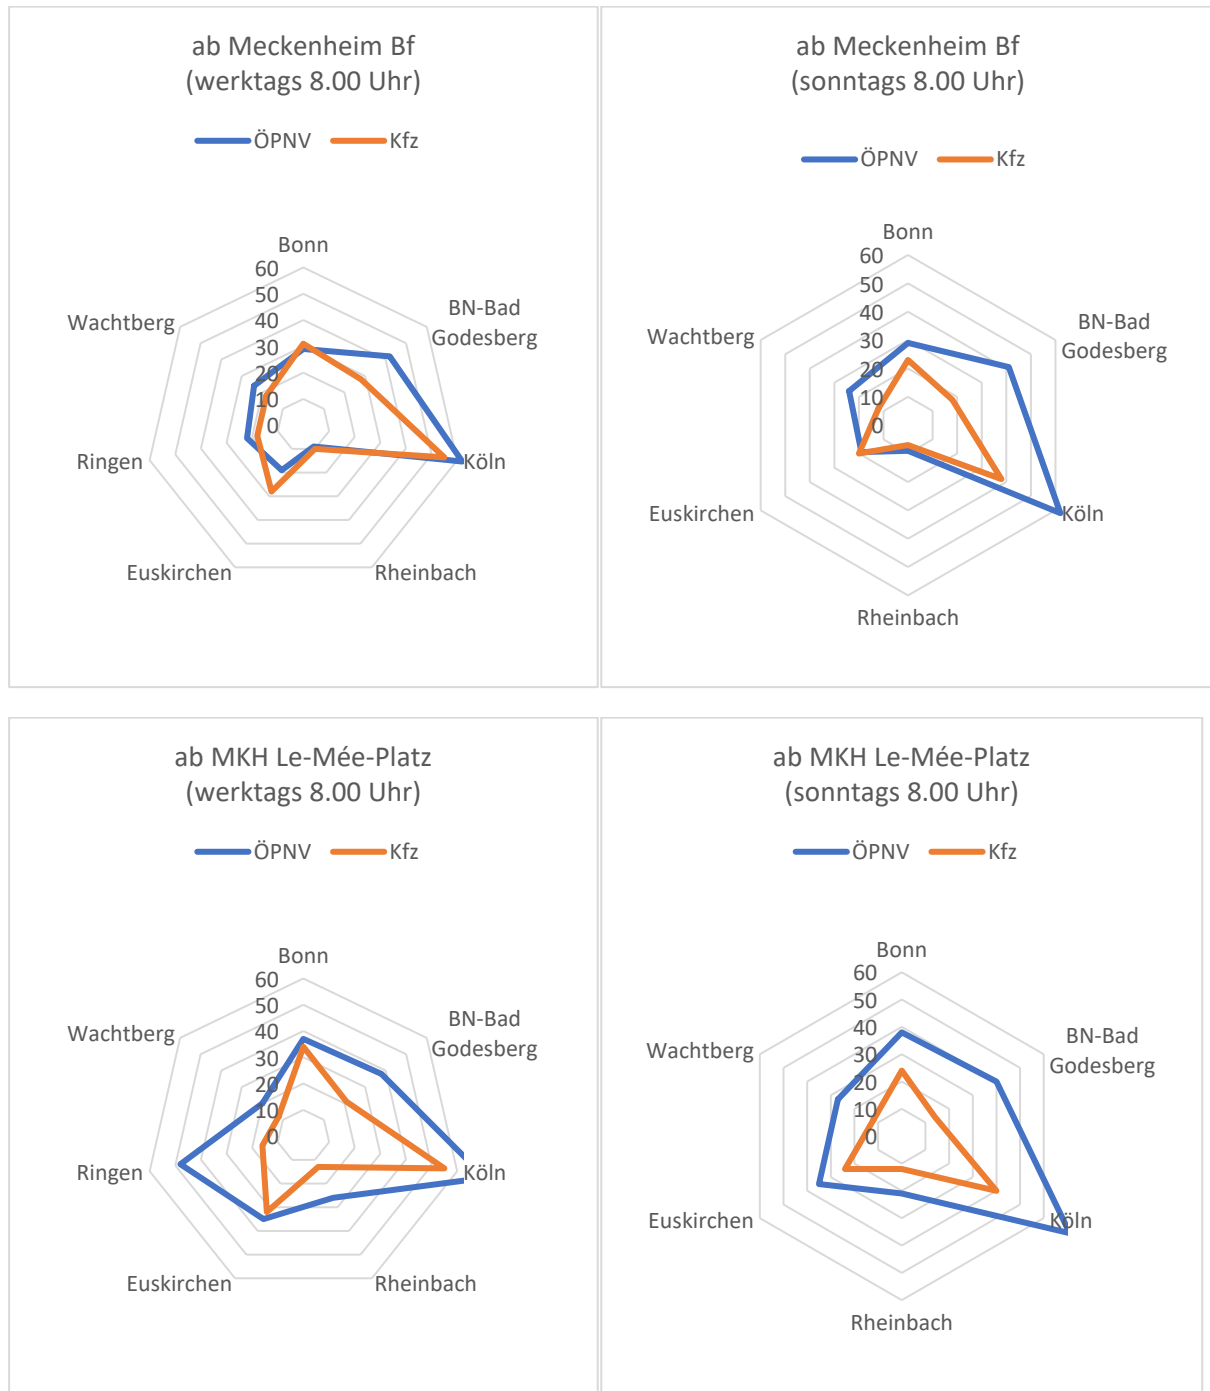 ab Meckenheim Bf
(werktags 8.00 Uhr)
ÖPNV Kfz
Bonn
60
50
40
30
20
10
0
BN-Bad
Godesberg
Köln
Rheinbach
Euskirchen
Ringen
Wachtberg
ab Meckenheim Bf
(sonntags 8.00 Uhr)
ÖPNV Kfz
Bonn
60
50
40
30
20
10
0
BN-Bad
Godesberg
Köln
Rheinbach
Euskirchen
Wachtberg
ab MKH Le-Mée-Platz
(werktags 8.00 Uhr)
ÖPNV Kfz
Bonn
60
50
40
30
20
10
0
BN-Bad
Godesberg
Köln
Rheinbach
Euskirchen
Ringen
Wachtberg
ab MKH Le-Mée-Platz
(sonntags 8.00 Uhr)
ÖPNV Kfz
Bonn
60
50
40
30
20
10
0
BN-Bad
Godesberg
Köln
Rheinbach
Euskirchen
Wachtberg